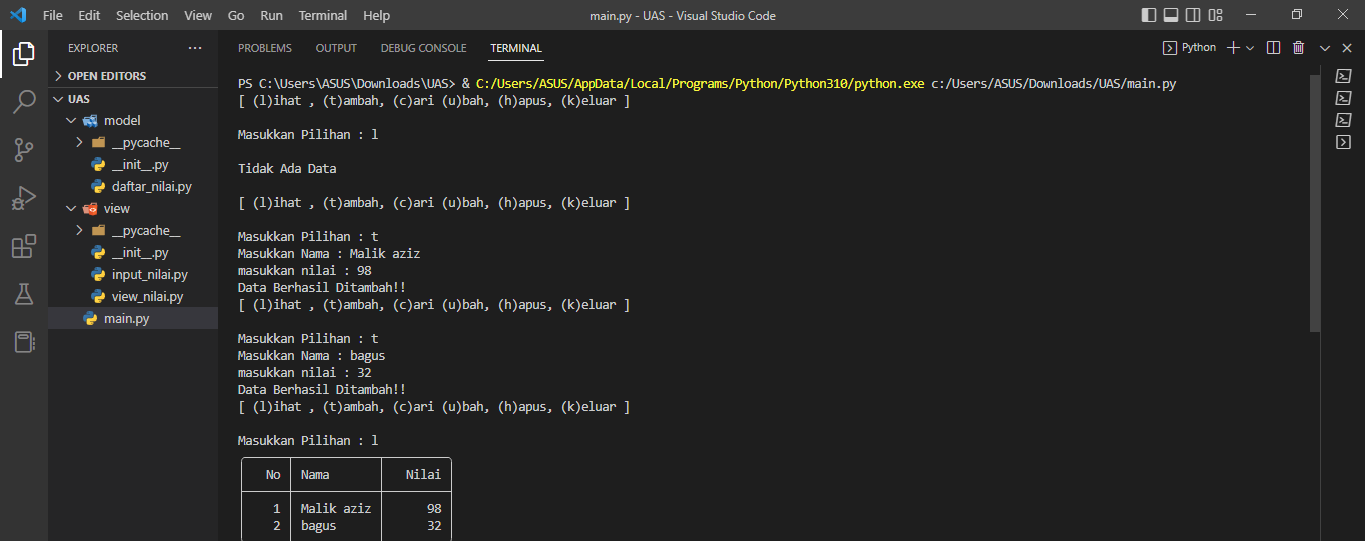 File Edit Selection View Go Run Terminal Help
main.py - UAS - Visual Studio Code
EXPLORER
OPEN EDITORS
UAS
model
__pycache__
__init__.py
daftar_nilai.py
view
__pycache__
__init__.py
input_nilai.py
view_nilai.py
main.py
PROBLEMS OUTPUT DEBUG CONSOLE TERMINAL
Python
PS C:\Users\ASUS\Downloads\UAS> & C:/Users/ASUS/AppData/Local/Programs/Python/Python310/python.exe c:/Users/ASUS/Downloads/UAS/main.py
[ (l)ihat , (t)ambah, (c)ari (u)bah, (h)apus, (k)eluar ]
Masukkan Pilihan : l
Tidak Ada Data
[ (l)ihat , (t)ambah, (c)ari (u)bah, (h)apus, (k)eluar ]
Masukkan Pilihan : t
Masukkan Nama : Malik aziz
masukkan nilai : 98
Data Berhasil Ditambah!!
[ (l)ihat , (t)ambah, (c)ari (u)bah, (h)apus, (k)eluar ]
Masukkan Pilihan : t
Masukkan Nama : bagus
masukkan nilai : 32
Data Berhasil Ditambah!!
[ (l)ihat , (t)ambah, (c)ari (u)bah, (h)apus, (k)eluar ]
Masukkan Pilihan : l
No Nama Nilai
1 Malik aziz 98
2 bagus 32